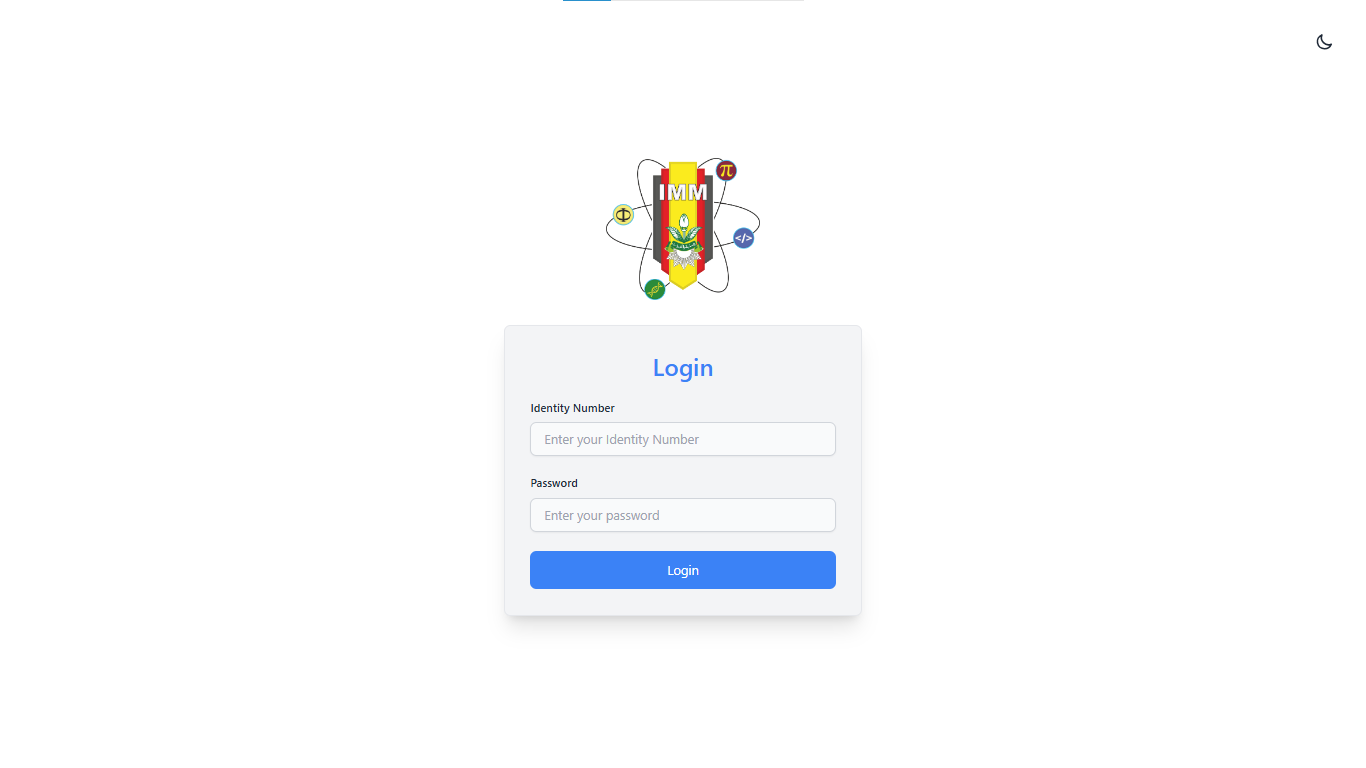 π
IMM
Φ
</>
Login
Identity Number
Enter your Identity Number
Password
Enter your password
Login